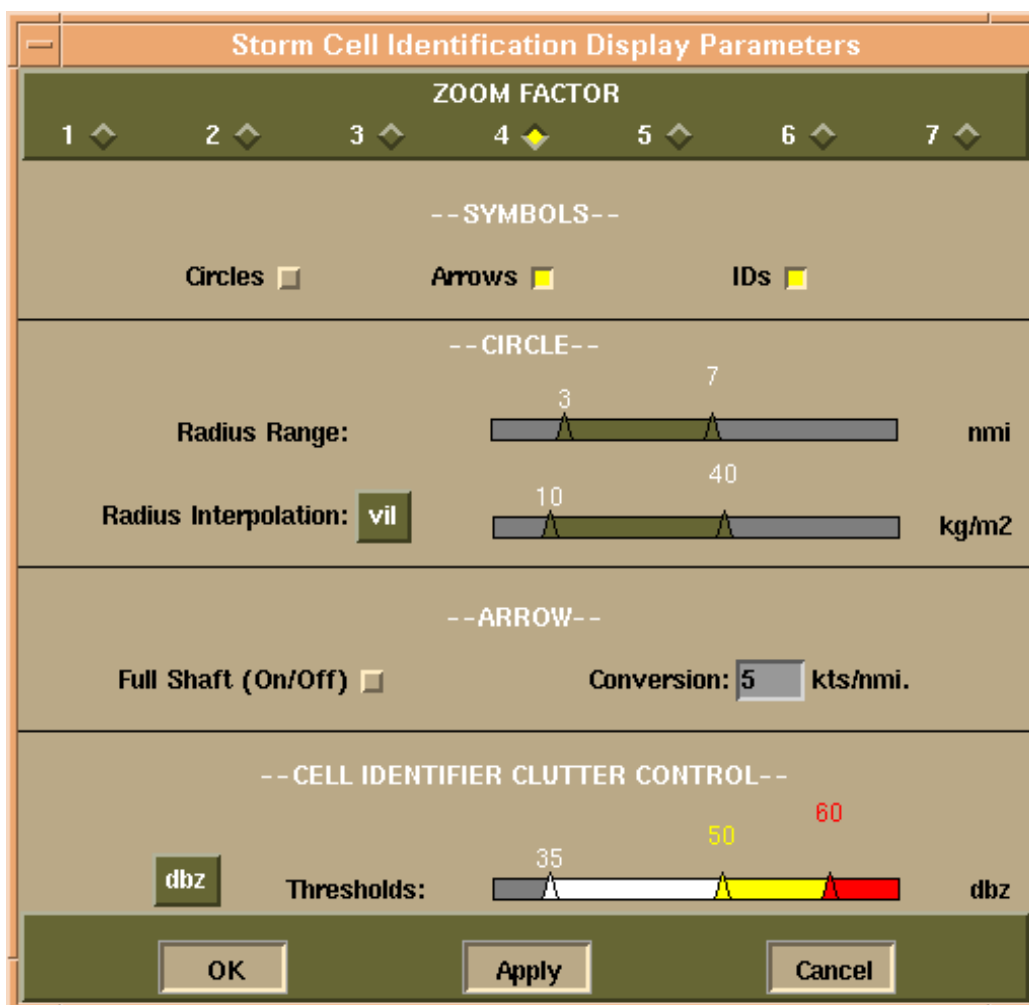 Storm Cell Identification Display Parameters
ZOOM FACTOR
1 2 3 4 5 6 7
--SYMBOLS--
Circles Arrows IDs
--CIRCLE--
3 7
Radius Range: nmi
10 40
Radius Interpolation: vil kg/m2
--ARROW--
Full Shaft (On/Off) Conversion: 5 kts/nmi.
--CELL IDENTIFIER CLUTTER CONTROL--
35 50 60
dbz Thresholds: dbz
OK Apply Cancel